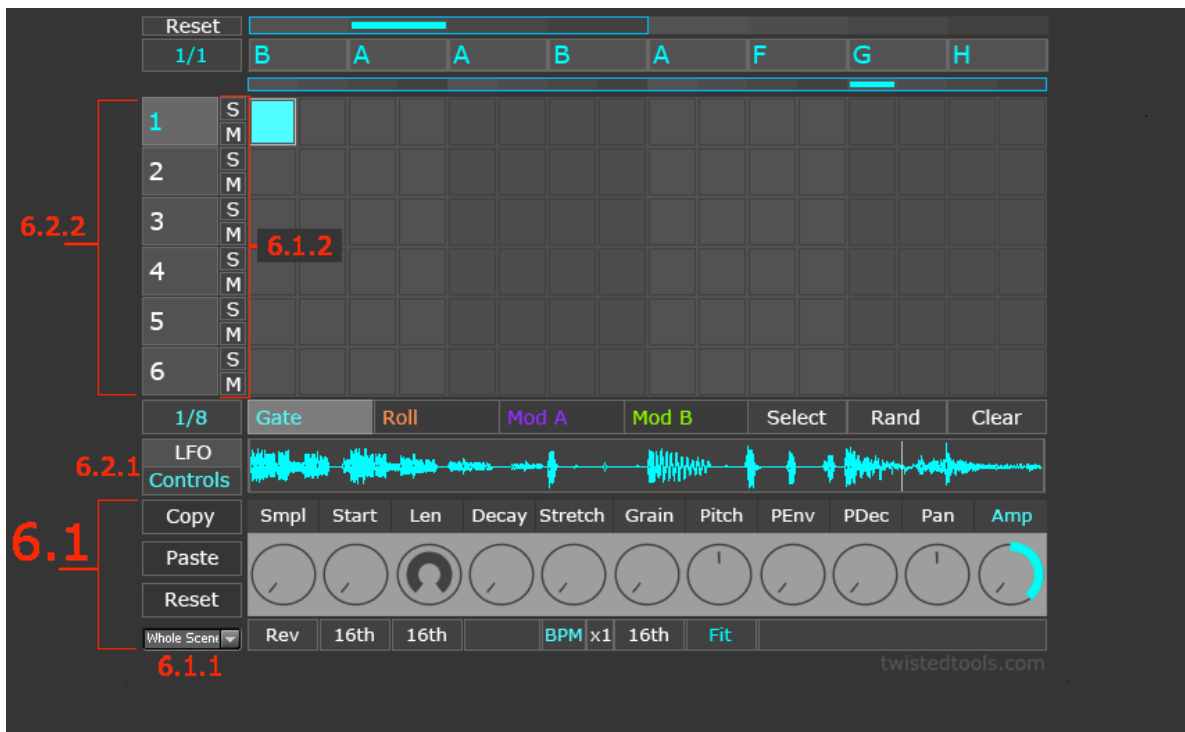 Reset
1/1 B A A B A F G H
1 S
M
2 S
M
6.2.2 3 S
M 6.1.2
4 S
M
5 S
M
6 S
M
1/8 Gate Roll Mod A Mod B Select Rand Clear
LFO
6.2.1 Controls
Copy Smpl Start Len Decay Stretch Grain Pitch PEnv PDec Pan Amp
6.1 Paste
Reset
Whole Scene Rev 16th 16th BPM x1 16th Fit
6.1.1 twistedtools.com